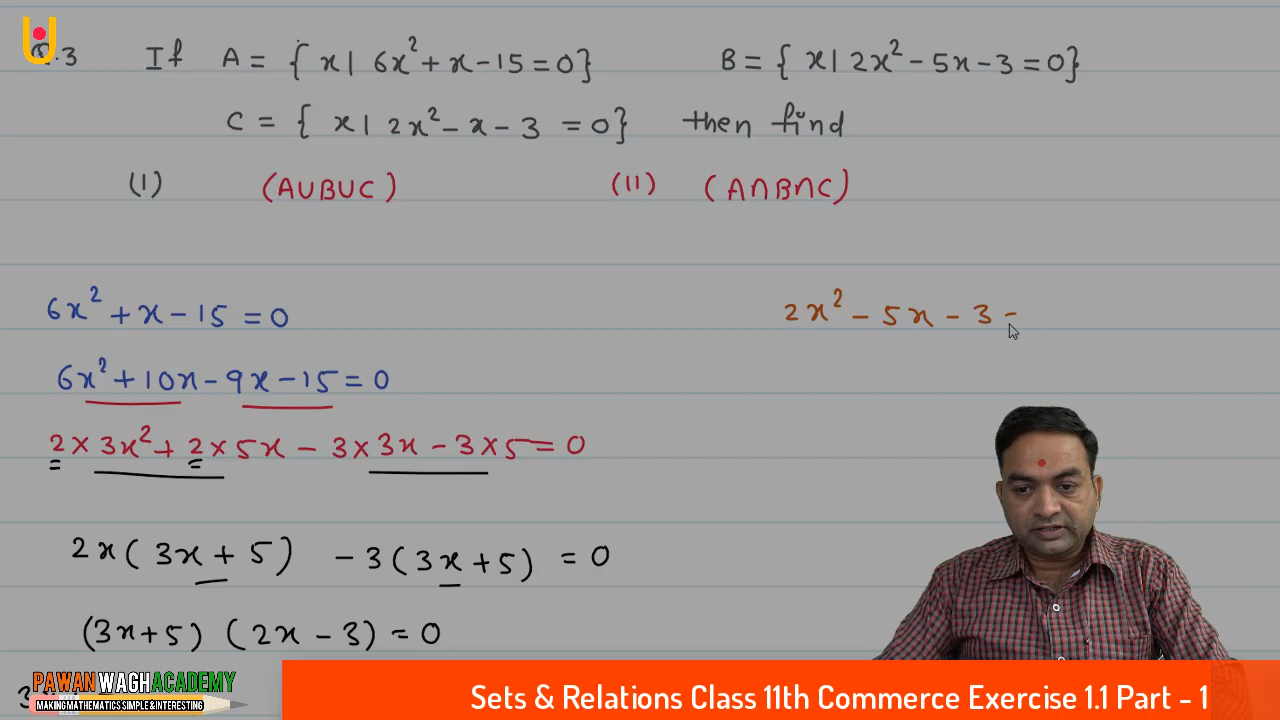 Q.3 If A = { x | 6x² + x - 15 = 0} B = { x | 2x² - 5x - 3 = 0}
C = { x | 2x² - x - 3 = 0} then find
(I) (A∪B∪C) (II) (A∩B∩C)
6x² + x - 15 = 0 2x² - 5x - 3 -
6x² + 10x - 9x - 15 = 0
2 × 3x² + 2 × 5x - 3 × 3x - 3 × 5 = 0
2x ( 3x + 5) - 3 ( 3x + 5) = 0
(3x + 5) (2x - 3) = 0
3
PAWAN WAGH ACADEMY
MAKING MATHEMATICS SIMPLE & INTERESTING
Sets & Relations Class 11th Commerce Exercise 1.1 Part - 1